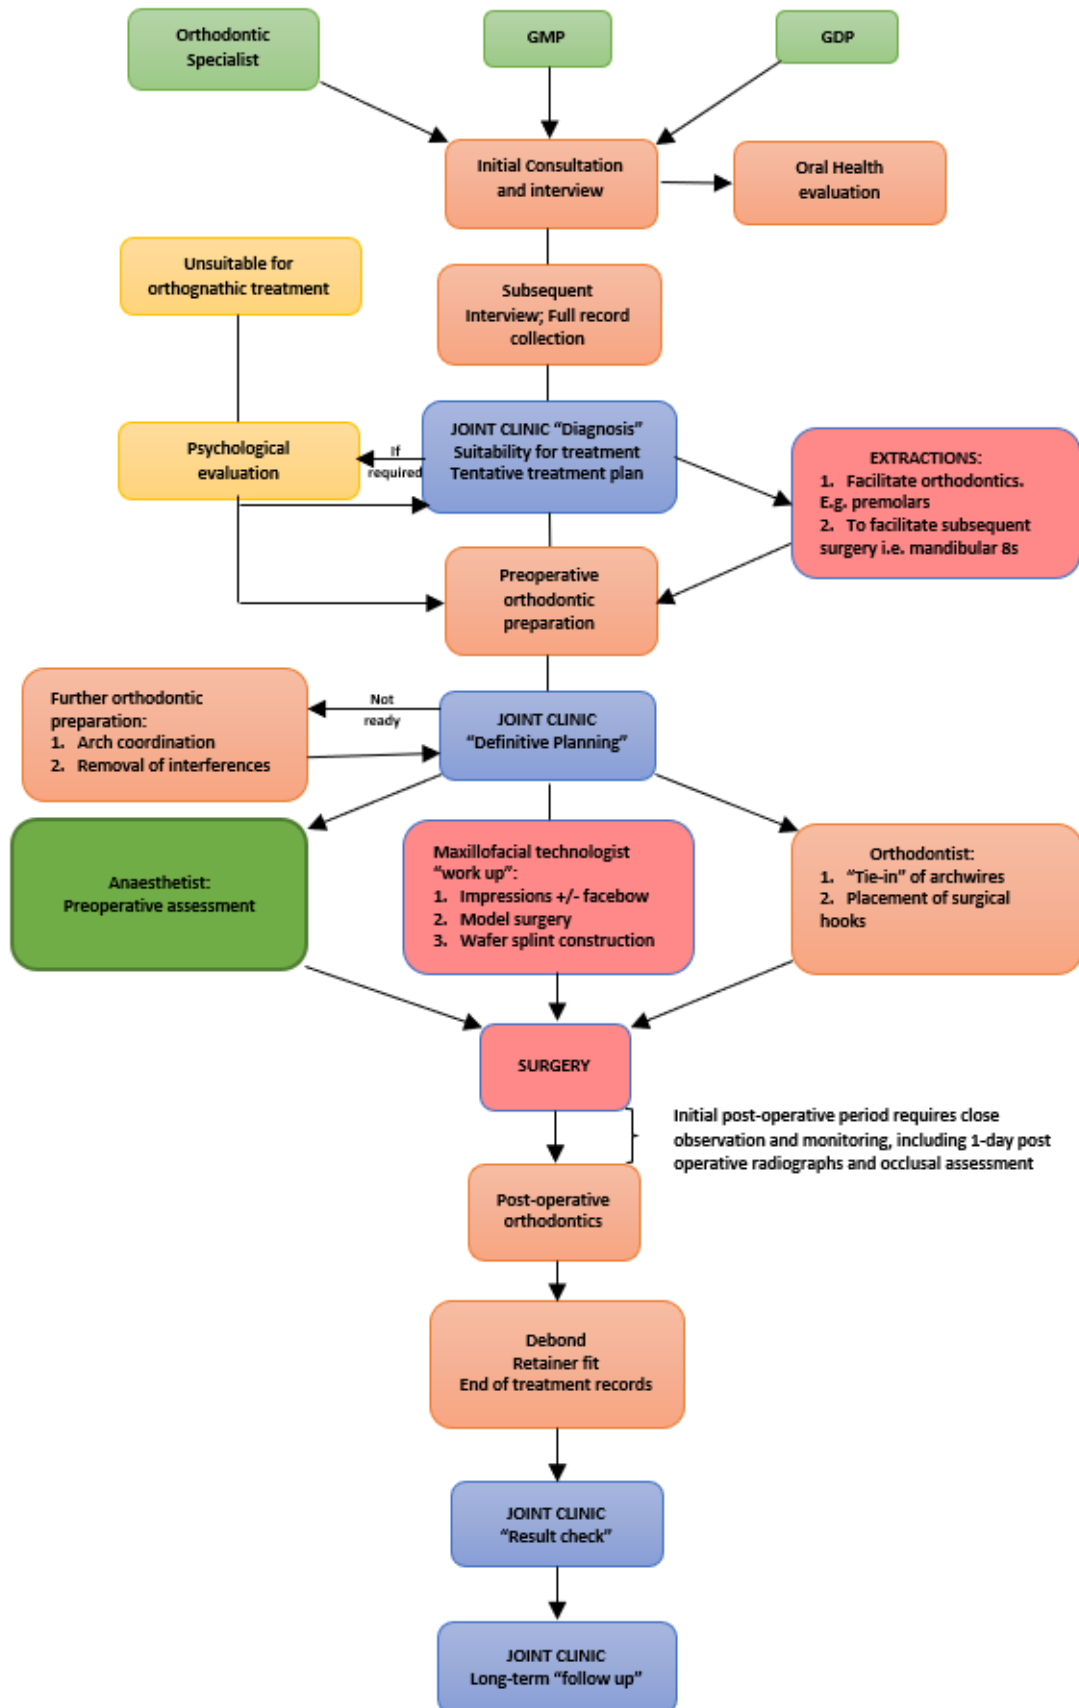 Orthodontic
Specialist
GMP
GDP
Initial Consultation
and interview
Oral Health
evaluation
Unsuitable for
orthognathic treatment
Subsequent
Interview; Full record
collection
Psychological
evaluation
If
required
JOINT CLINIC “Diagnosis”
Suitability for treatment
Tentative treatment plan
EXTRACTIONS:
1. Facilitate orthodontics.
E.g. premolars
2. To facilitate subsequent
surgery i.e. mandibular 8s
Preoperative
orthodontic
preparation
Further orthodontic
preparation:
1. Arch coordination
2. Removal of interferences
Not
ready
JOINT CLINIC
“Definitive Planning”
Anaesthetist:
Preoperative assessment
Maxillofacial technologist
“work up”:
1. Impressions +/- facebow
2. Model surgery
3. Wafer splint construction
Orthodontist:
1. “Tie-in” of archwires
2. Placement of surgical
hooks
SURGERY
Initial post-operative period requires close
observation and monitoring, including 1-day post
operative radiographs and occlusal assessment
Post-operative
orthodontics
Debond
Retainer fit
End of treatment records
JOINT CLINIC
“Result check”
JOINT CLINIC
Long-term “follow up”